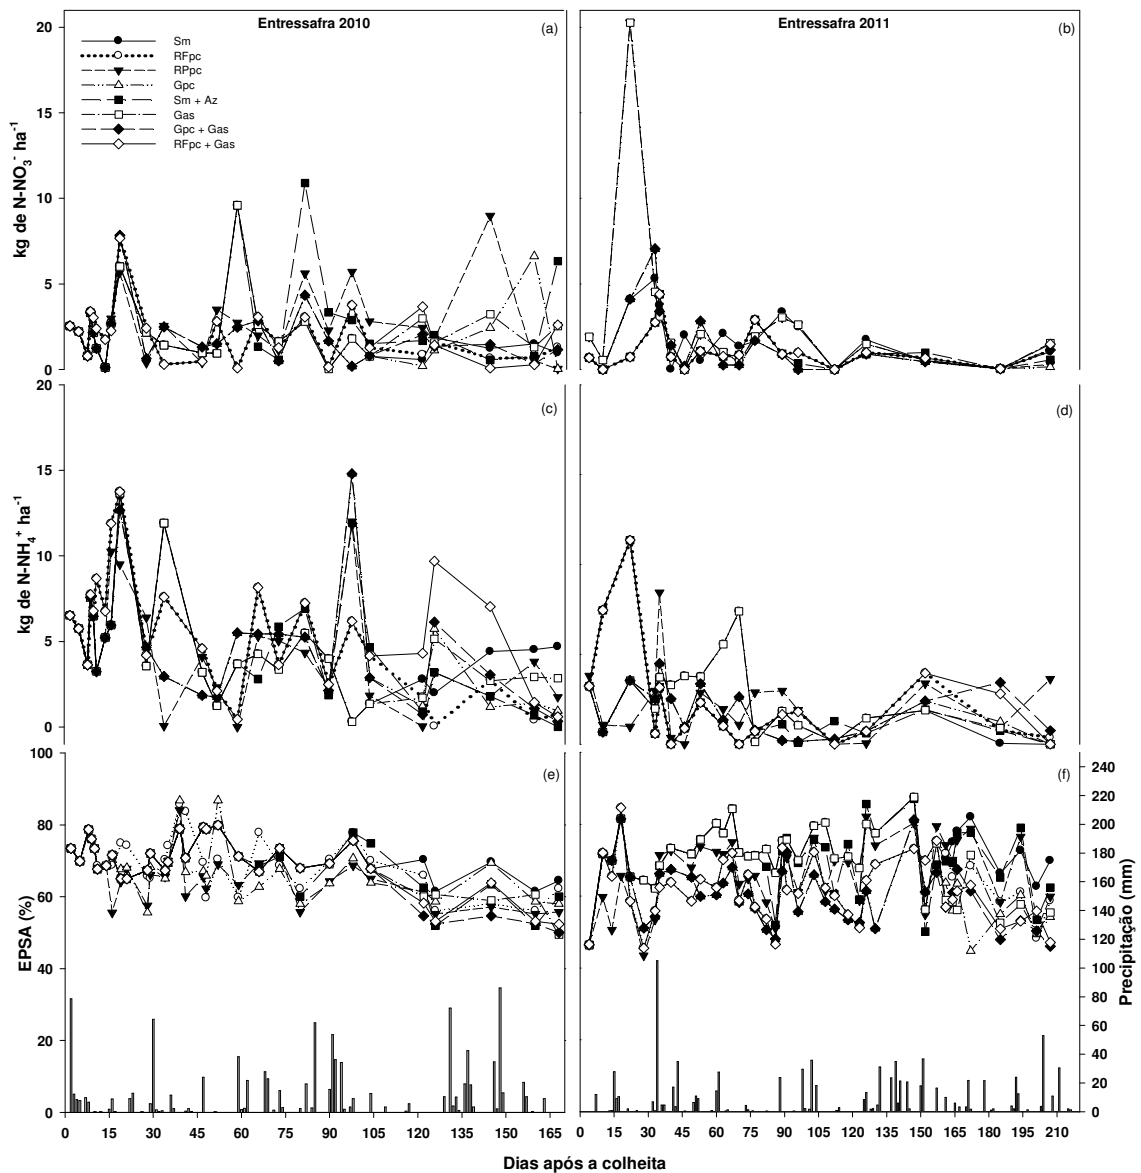 Entressafra 2010
(a)
Entressafra 2011
(b)
Sm
RFpc
RPpc
Gpc
Sm + Az
Gas
Gpc + Gas
RFpc + Gas
kg de N-NO3- ha-1
20
15
10
5
0
(c)
(d)
kg de N-NH4+ ha-1
20
15
10
5
0
(e)
(f)
EPSA (%)
100
80
60
40
20
0
Precipitação (mm)
240
220
200
180
160
140
120
100
80
60
40
20
0
0 15 30 45 60 75 90 105 120 135 150 165
0 15 30 45 60 75 90 105 120 135 150 165 180 195 210
Dias após a colheita